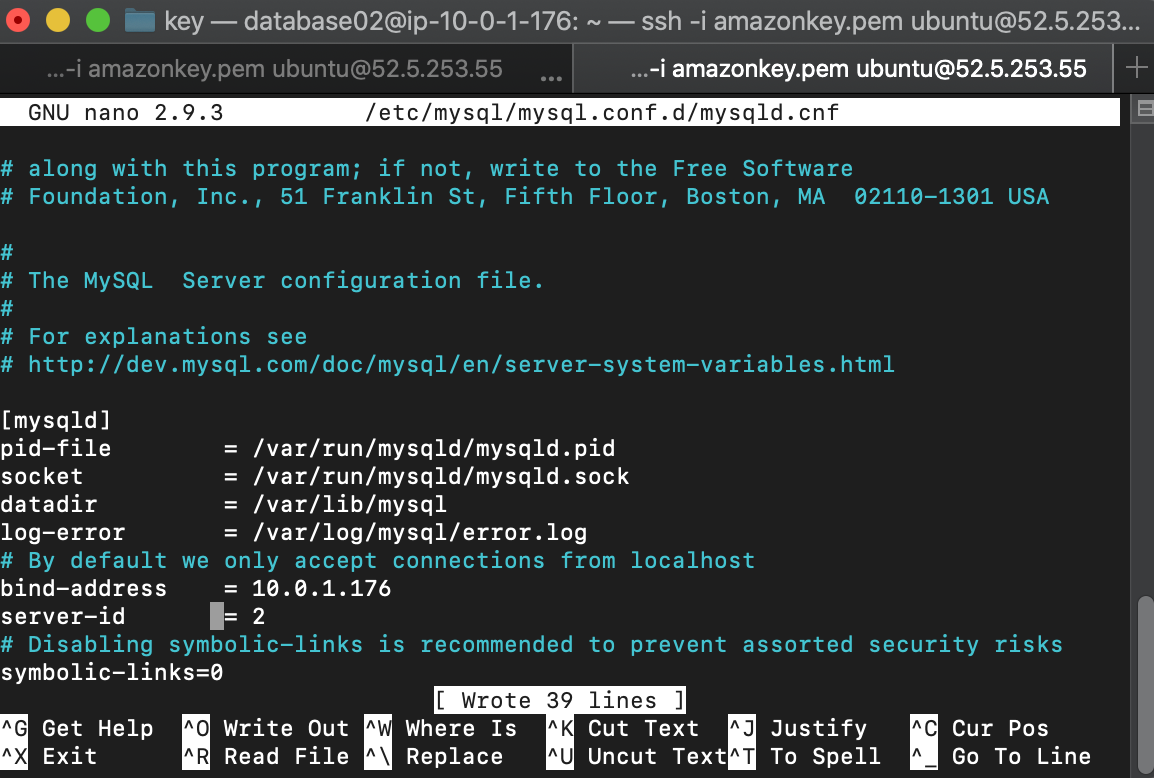 key — database02@ip-10-0-1-176: ~ — ssh -i amazonkey.pem ubuntu@52.5.253...
...-i amazonkey.pem ubuntu@52.5.253.55 ... ...-i amazonkey.pem ubuntu@52.5.253.55 +
GNU nano 2.9.3 /etc/mysql/mysql.conf.d/mysqld.cnf
# along with this program; if not, write to the Free Software
# Foundation, Inc., 51 Franklin St, Fifth Floor, Boston, MA  02110-1301 USA
#
# The MySQL  Server configuration file.
#
# For explanations see
# http://dev.mysql.com/doc/mysql/en/server-system-variables.html
[mysqld]
pid-file        = /var/run/mysqld/mysqld.pid
socket          = /var/run/mysqld/mysqld.sock
datadir         = /var/lib/mysql
log-error       = /var/log/mysql/error.log
# By default we only accept connections from localhost
bind-address    = 10.0.1.176
server-id       = 2
# Disabling symbolic-links is recommended to prevent assorted security risks
symbolic-links=0
[ Wrote 39 lines ]
^G Get Help  ^O Write Out ^W Where Is  ^K Cut Text  ^J Justify   ^C Cur Pos
^X Exit      ^R Read File ^\ Replace   ^U Uncut Text^T To Spell  ^_ Go To Line